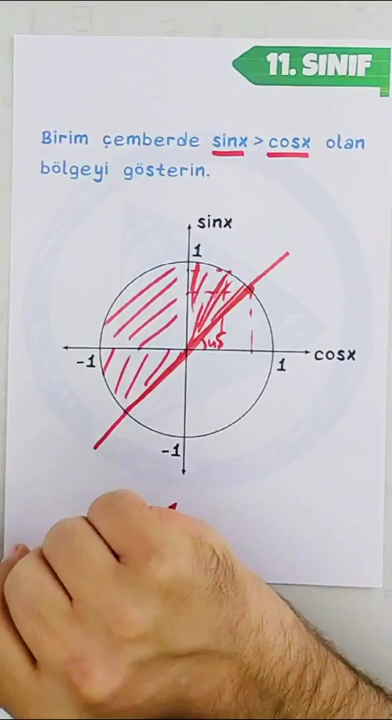 11. SINIF
Birim çemberde sinx > cosx olan
bölgeyi gösterin.
sinx
1
45
-1
1
cosx
-1